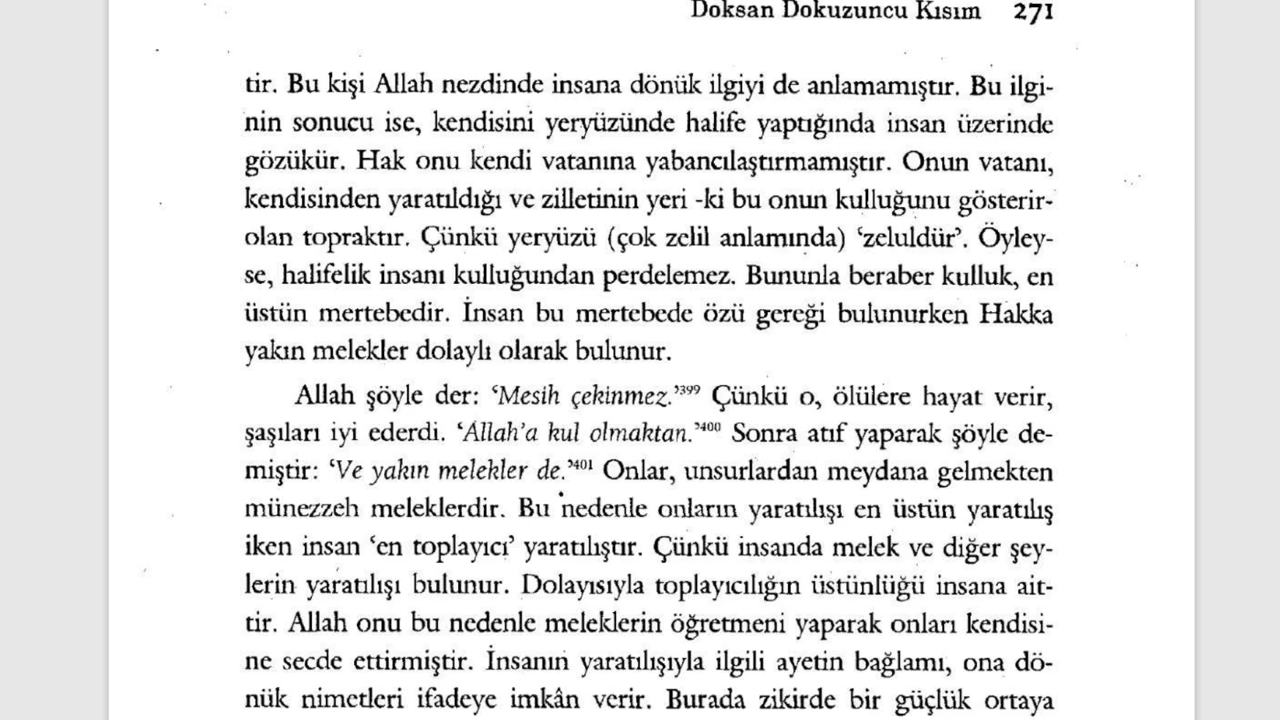 Doksan Dokuzuncu Kısım 271
tir. Bu kişi Allah nezdinde insana dönük ilgiyi de anlamamıştır. Bu ilgi-
nin sonucu ise, kendisini yeryüzünde halife yaptığında insan üzerinde
gözükür. Hak onu kendi vatanına yabancılaştırmamıştır. Onun vatanı,
kendisinden yaratıldığı ve zilletinin yeri -ki bu onun kulluğunu gösterir-
olan topraktır. Çünkü yeryüzü (çok zelil anlamında) ‘zeluldür’. Öyley-
se, halifelik insanı kulluğundan perdelemez. Bununla beraber kulluk, en
üstün mertebedir. İnsan bu mertebede özü gereği bulunurken Hakka
yakın melekler dolaylı olarak bulunur.
Allah şöyle der: ‘Mesih çekinmez.’³⁹⁹ Çünkü o, ölülere hayat verir,
şaşıları iyi ederdi. ‘Allah’a kul olmaktan.’⁴⁰⁰ Sonra atıf yaparak şöyle de-
miştir: ‘Ve yakın melekler de.’⁴⁰¹ Onlar, unsurlardan meydana gelmekten
münezzeh meleklerdir. Bu nedenle onların yaratılışı en üstün yaratılış
iken insan ‘en toplayıcı’ yaratılıştır. Çünkü insanda melek ve diğer şey-
lerin yaratılışı bulunur. Dolayısıyla toplayıcılığın üstünlüğü insana ait-
tir. Allah onu bu nedenle meleklerin öğretmeni yaparak onları kendisi-
ne secde ettirmiştir. İnsanın yaratılışıyla ilgili ayetin bağlamı, ona dö-
nük nimetleri ifadeye imkân verir. Burada zikirde bir güçlük ortaya